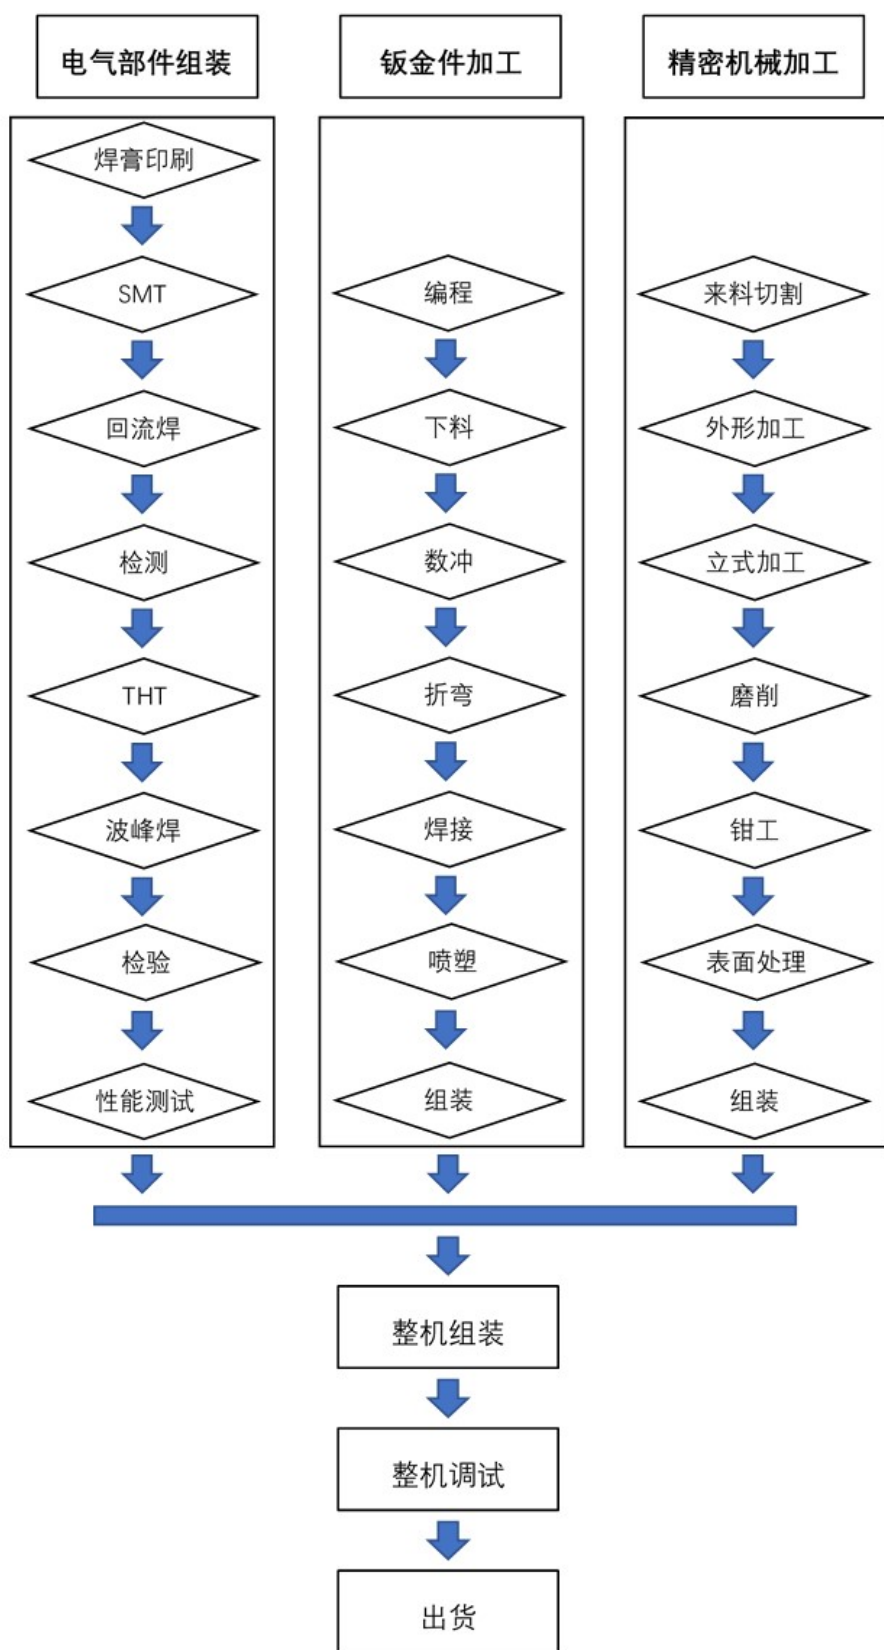 电气部件组装
钣金件加工
精密机械加工
焊膏印刷
SMT
回流焊
检测
THT
波峰焊
检验
性能测试
编程
下料
数冲
折弯
焊接
喷塑
组装
来料切割
外形加工
立式加工
磨削
钳工
表面处理
组装
整机组装
整机调试
出货